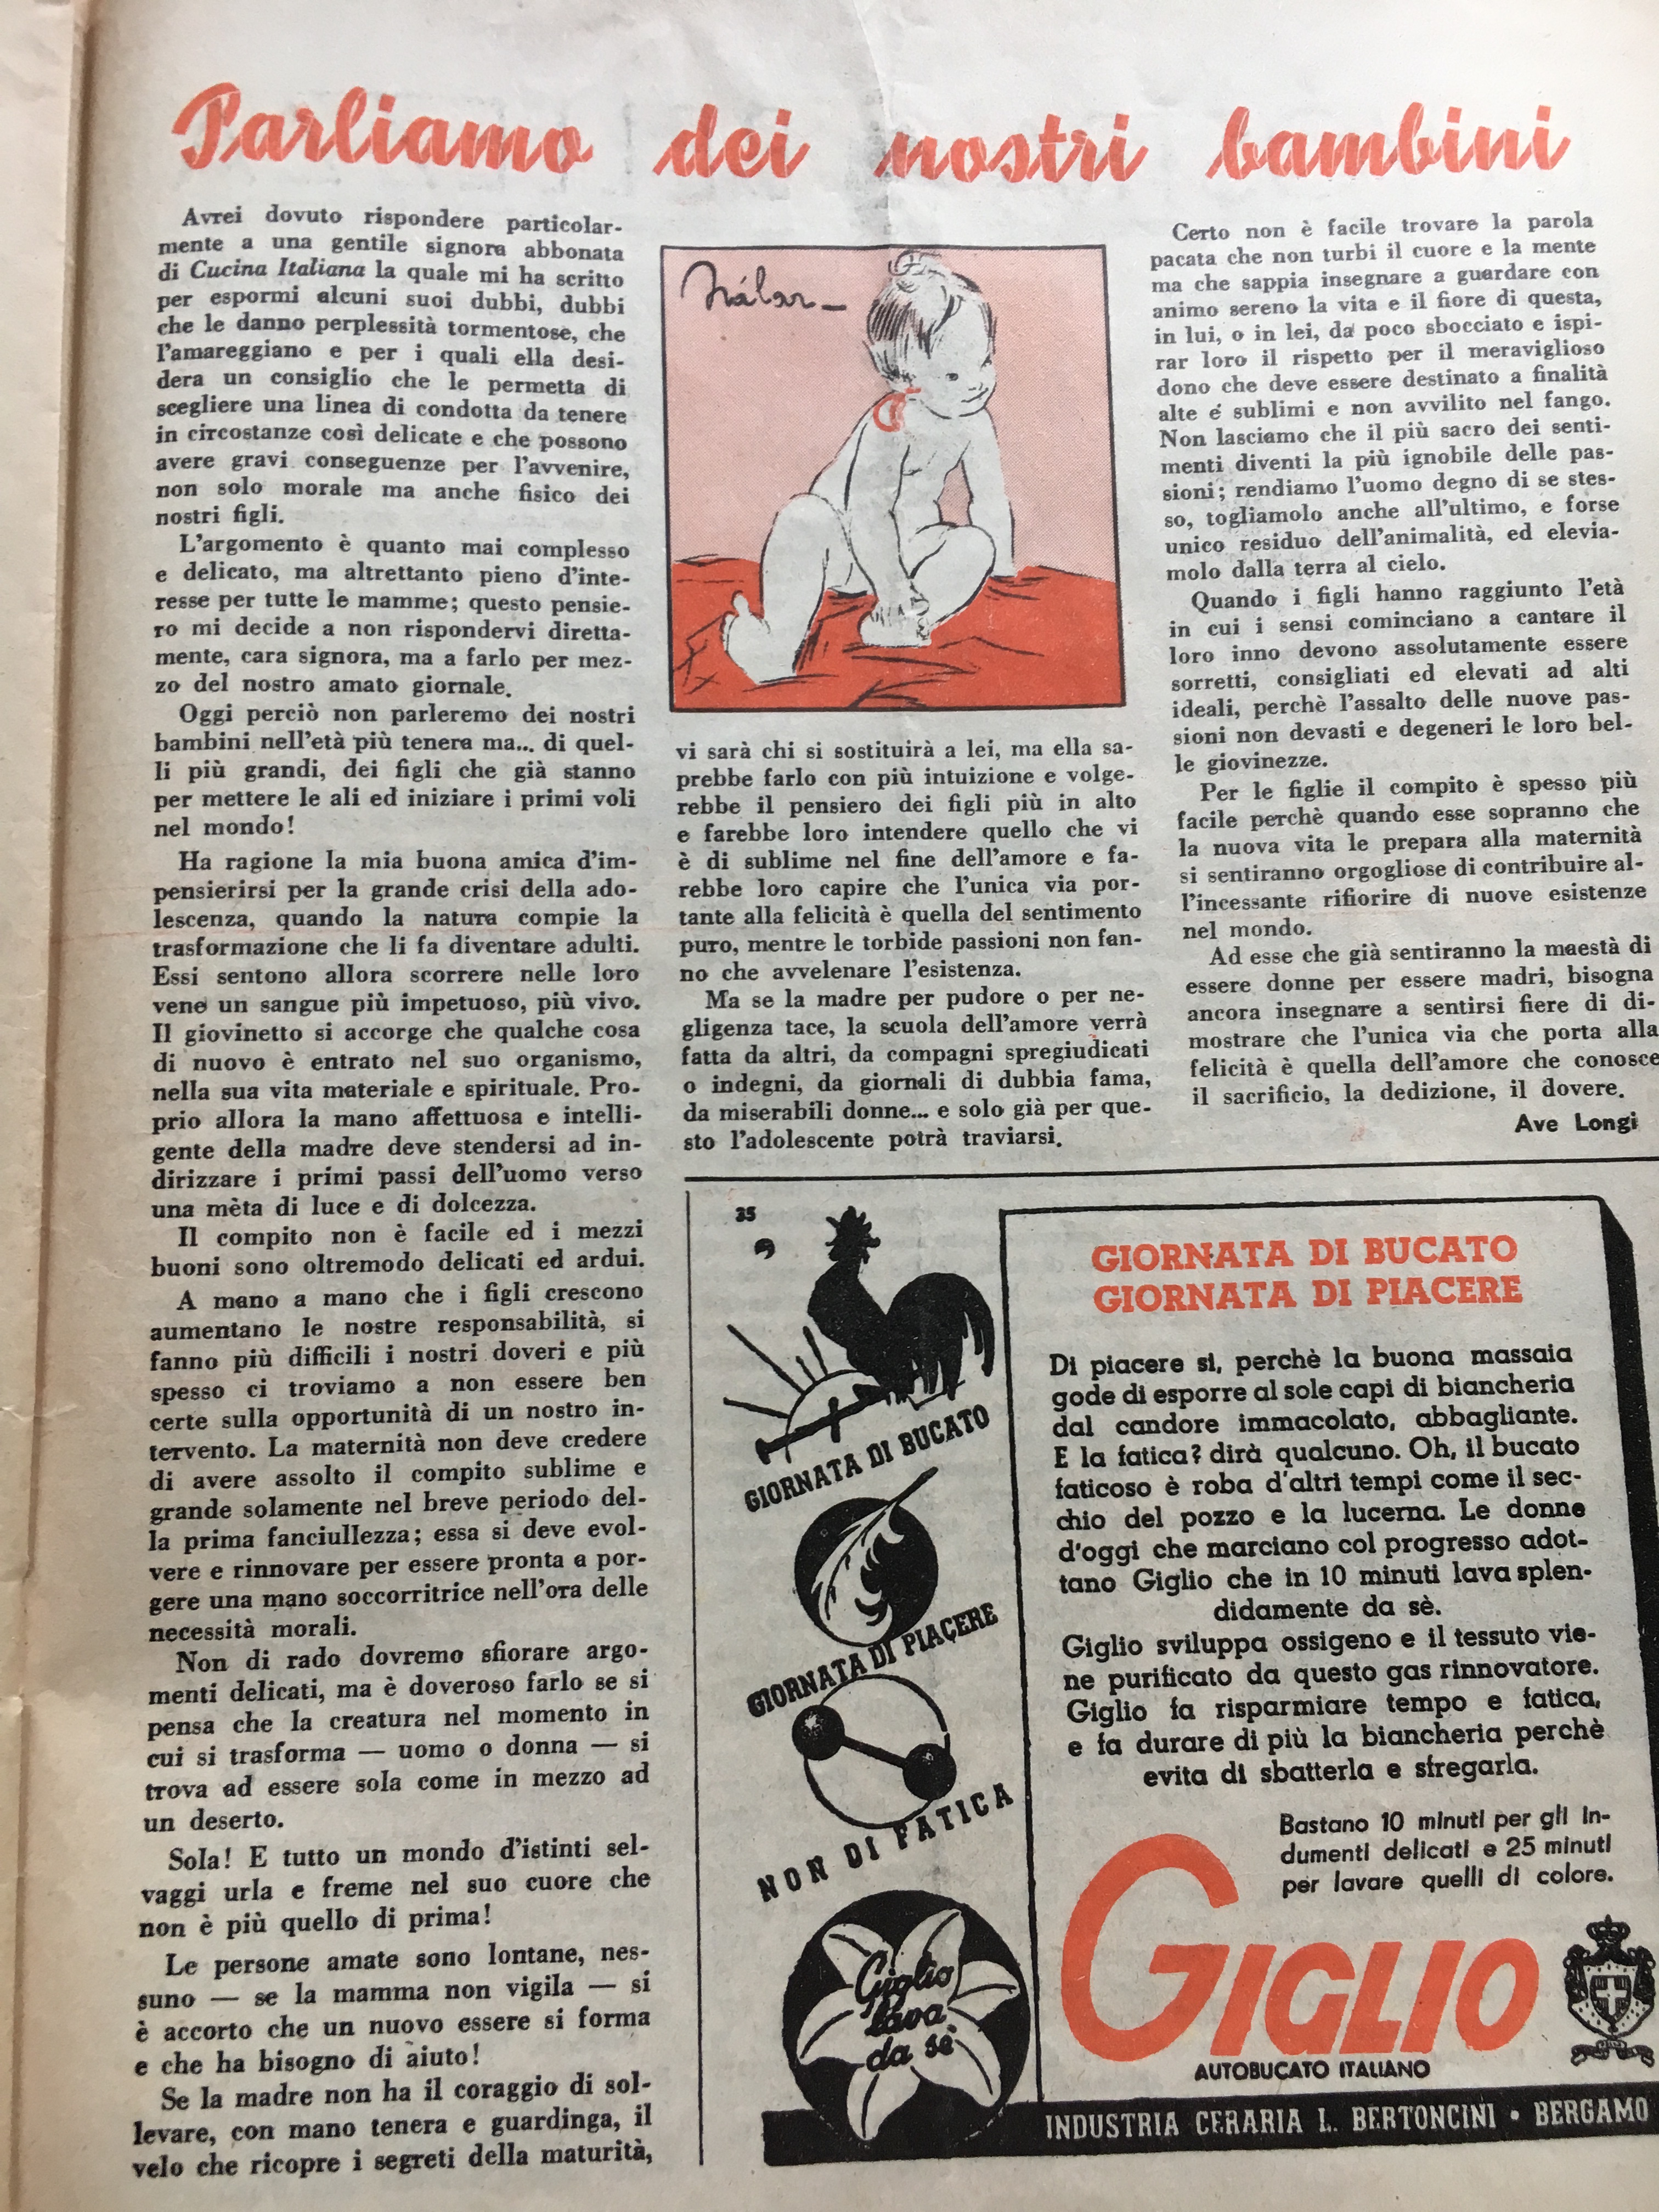 Parliamo dei nostri bambini
Avrei dovuto rispondere particolar-
mente a una gentile signora abbonata
di Cucina Italiana la quale mi ha scritto
per espormi alcuni suoi dubbi, dubbi
che le danno perplessità tormentose, che
l'amareggiano e per i quali ella desi-
dera un consiglio che le permetta di
scegliere una linea di condotta da tenere
in circostanze così delicate e che possono
avere gravi conseguenze per l'avvenire,
non solo morale ma anche fisico dei
nostri figli.
L'argomento è quanto mai complesso
e delicato, ma altrettanto pieno d'inte-
resse per tutte le mamme; questo pensie-
ro mi decide a non rispondervi diretta-
mente, cara signora, ma a farlo per mez-
zo del nostro amato giornale.
Oggi perciò non parleremo dei nostri
bambini nell'età più tenera ma... di quel-
li più grandi, dei figli che già stanno
per mettere le ali ed iniziare i primi voli
nel mondo!
Ha ragione la mia buona amica d'im-
pensierirsi per la grande crisi della ado-
lescenza, quando la natura compie la
trasformazione che li fa diventare adulti.
Essi sentono allora scorrere nelle loro
vene un sangue più impetuoso, più vivo.
Il giovinetto si accorge che qualche cosa
di nuovo è entrato nel suo organismo,
nella sua vita materiale e spirituale. Pro-
prio allora la mano affettuosa e intelli-
gente della madre deve stendersi ad in-
dirizzare i primi passi dell'uomo verso
una mèta di luce e di dolcezza.
Il compito non è facile ed i mezzi
buoni sono oltremodo delicati ed ardui.
A mano a mano che i figli crescono
aumentano le nostre responsabilità, si
fanno più difficili i nostri doveri e più
spesso ci troviamo a non essere ben
certe sulla opportunità di un nostro in-
tervento. La maternità non deve credere
di avere assolto il compito sublime e
grande solamente nel breve periodo del-
la prima fanciullezza; essa si deve evol-
vere e rinnovare per essere pronta a por-
gere una mano soccorritrice nell'ora delle
necessità morali.
Non di rado dovremo sfiorare argo-
menti delicati, ma è doveroso farlo se si
pensa che la creatura nel momento in
cui si trasforma — uomo o donna — si
trova ad essere sola come in mezzo ad
un deserto.
Sola! E tutto un mondo d'istinti sel-
vaggi urla e freme nel suo cuore che
non è più quello di prima!
Le persone amate sono lontane, nes-
suno — se la mamma non vigila — si
è accorto che un nuovo essere si forma
e che ha bisogno di aiuto!
Se la madre non ha il coraggio di sol-
levare, con mano tenera e guardinga, il
velo che ricopre i segreti della maturità,
vi sarà chi si sostituirà a lei, ma ella sa-
prebbe farlo con più intuizione e volge-
rebbe il pensiero dei figli più in alto
e farebbe loro intendere quello che vi
è di sublime nel fine dell'amore e fa-
rebbe loro capire che l'unica via por-
tante alla felicità è quella del sentimento
puro, mentre le torbide passioni non fan-
no che avvelenare l'esistenza.
Ma se la madre per pudore o per ne-
gligenza tace, la scuola dell'amore verrà
fatta da altri, da compagni spregiudicati
o indegni, da giornali di dubbia fama,
da miserabili donne... e solo già per que-
sto l'adolescente potrà traviarsi.
Certo non è facile trovare la parola
pacata che non turbi il cuore e la mente
ma che sappia insegnare a guardare con
animo sereno la vita e il fiore di questa,
in lui, o in lei, da poco sbocciato e ispi-
rar loro il rispetto per il meraviglioso
dono che deve essere destinato a finalità
alte e sublimi e non avvilito nel fango.
Non lasciamo che il più sacro dei senti-
menti diventi la più ignobile delle pas-
sioni; rendiamo l'uomo degno di se stes-
so, togliamolo anche all'ultimo, e forse
unico residuo dell'animalità, ed elevia-
molo dalla terra al cielo.
Quando i figli hanno raggiunto l'età
in cui i sensi cominciano a cantare il
loro inno devono assolutamente essere
sorretti, consigliati ed elevati ad alti
ideali, perchè l'assalto delle nuove pas-
sioni non devasti e degeneri le loro bel-
le giovinezze.
Per le figlie il compito è spesso più
facile perchè quando esse sopranno che
la nuova vita le prepara alla maternità
si sentiranno orgogliose di contribuire al-
l'incessante rifiorire di nuove esistenze
nel mondo.
Ad esse che già sentiranno la maestà di
essere donne per essere madri, bisogna
ancora insegnare a sentirsi fiere di di-
mostrare che l'unica via che porta alla
felicità è quella dell'amore che conosce
il sacrificio, la dedizione, il dovere.
Ave Longi
35
GIORNATA DI BUCATO
GIORNATA DI PIACERE
NON DI FATICA
Giglio
lava
da sè
GIORNATA DI BUCATO
GIORNATA DI PIACERE
Di piacere si, perchè la buona massaia
gode di esporre al sole capi di biancheria
dal candore immacolato, abbagliante.
E la fatica? dirà qualcuno. Oh, il bucato
faticoso è roba d'altri tempi come il sec-
chio del pozzo e la lucerna. Le donne
d'oggi che marciano col progresso adot-
tano Giglio che in 10 minuti lava splen-
didamente da sè.
Giglio sviluppa ossigeno e il tessuto vie-
ne purificato da questo gas rinnovatore.
Giglio fa risparmiare tempo e fatica,
e fa durare di più la biancheria perchè
evita di sbatterla e sfregarla.
Bastano 10 minuti per gli in-
dumenti delicati e 25 minuti
per lavare quelli di colore.
GIGLIO
AUTOBUCATO ITALIANO
INDUSTRIA CERARIA L. BERTONCINI • BERGAMO